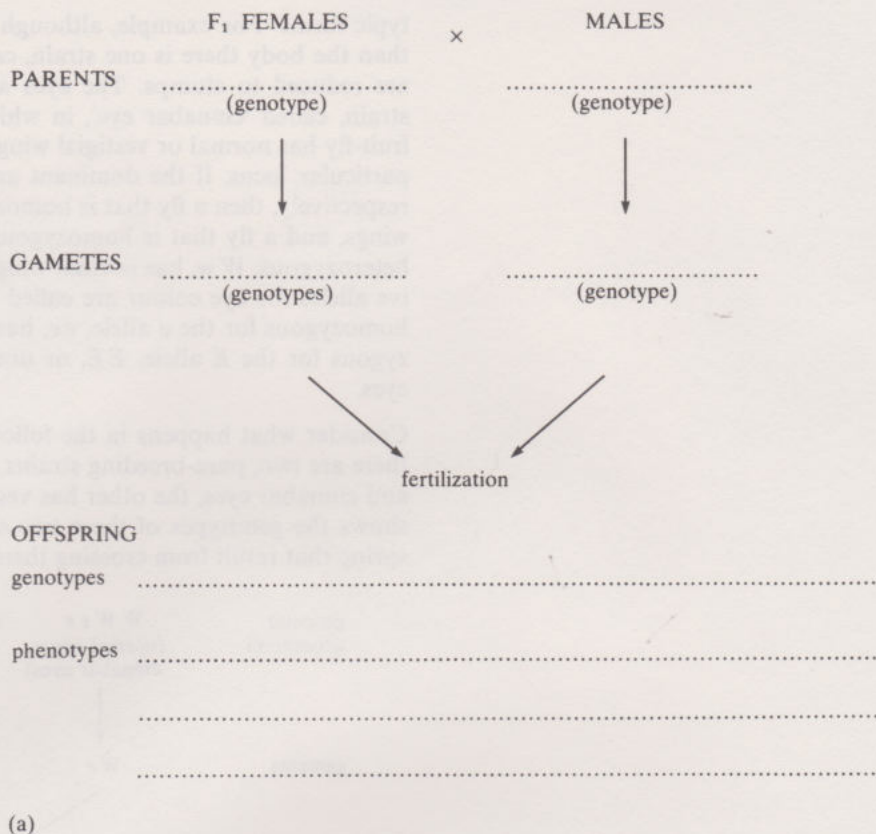 F₁ FEMALES × MALES
PARENTS
(genotype) (genotype)
GAMETES
(genotypes) (genotype)
fertilization
OFFSPRING
genotypes
phenotypes
(a)